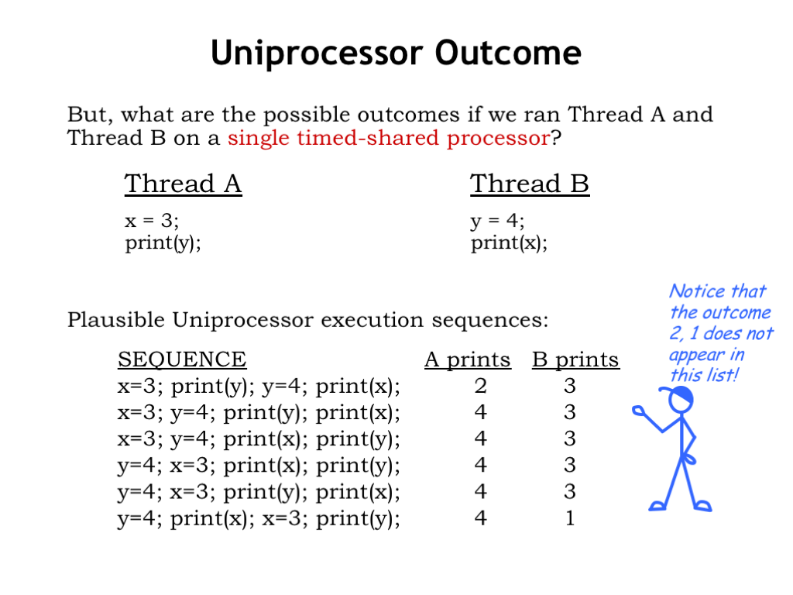 Uniprocessor Outcome
But, what are the possible outcomes if we ran Thread A and
Thread B on a single timed-shared processor?
Thread A Thread B
x = 3; y = 4;
print(y); print(x);
Notice that
the outcome
2, 1 does not
appear in
this list!
Plausible Uniprocessor execution sequences:
SEQUENCE A prints B prints
x=3; print(y); y=4; print(x); 2 3
x=3; y=4; print(y); print(x); 4 3
x=3; y=4; print(x); print(y); 4 3
y=4; x=3; print(x); print(y); 4 3
y=4; x=3; print(y); print(x); 4 3
y=4; print(x); x=3; print(y); 4 1